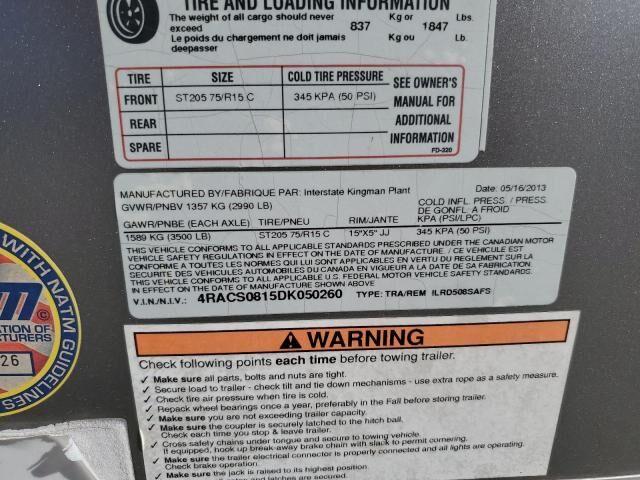 TIRE AND LOADING INFORMATION
The weight of all cargo should never exceed 837 Kg or 1847 Lbs.
Le poids du chargement ne doit jamais deepasser Kg ou Lb.
TIRE SIZE COLD TIRE PRESSURE SEE OWNER'S MANUAL FOR ADDITIONAL INFORMATION
FRONT ST205 75/R15 C 345 KPA (50 PSI)
REAR
SPARE
FD-320
MANUFACTURED BY/FABRIQUE PAR: Interstate Kingman Plant Date: 05/16/2013
GVWR/PNBV 1357 KG (2990 LB)
COLD INFL. PRESS. / PRESS. DE GONFL. A FROID
GAWR/PNBE (EACH AXLE) TIRE/PNEU RIM/JANTE KPA (PSI/LPC)
1589 KG (3500 LB) ST205 75/R15 C 15"X5" JJ 345 KPA (50 PSI)
THIS VEHICLE CONFORMS TO ALL APPLICABLE STANDARDS PRESCRIBED UNDER THE CANADIAN MOTOR
VEHICLE SAFETY REGULATIONS IN EFFECT ON THE DATE OF MANUFACTURE / CE VEHICULE EST
CONFORME A TOUTES LES NORMES QUI LUI SONT APPLICABLES EN VERTU DU REGLEMENT SUR LA
SECURITE DES VEHICULES DU CANADA EN VIGUEUR A LA DATE DE SA FABRICATION
THIS VEHICLE CONFORMS TO ALL APPLICABLE U.S. FEDERAL MOTOR VEHICLE SAFETY STANDARDS
IN EFFECT ON THE DATE OF MANUFACTURE SHOWN ABOVE
V.I.N./N.I.V.: 4RACS0815DK050260 TYPE: TRA/REM ILRD508SAFS
WITH NATM GUIDELINES
26
WARNING
Check following points each time before towing trailer.
✓ Make sure all parts, bolts and nuts are tight.
✓ Secure load to trailer - check tilt and tie down mechanisms - use extra rope as a safety measure.
✓ Check tire air pressure when tire is cold.
✓ Repack wheel bearings once a year, preferably in the Fall before storing trailer.
✓ Make sure you are not exceeding trailer capacity.
✓ Make sure the coupler is securely latched to the hitch ball.
Check each time you stop & leave trailer.
✓ Cross safety chains under tongue and secure to towing vehicle.
If equipped, hook up break-away brake chain with slack to permit cornering.
✓ Make sure the trailer electrical connector is properly connected and all lights are operating.
Check brake operation.
✓ Make sure the jack is raised to its highest position
gates and latches are secured.